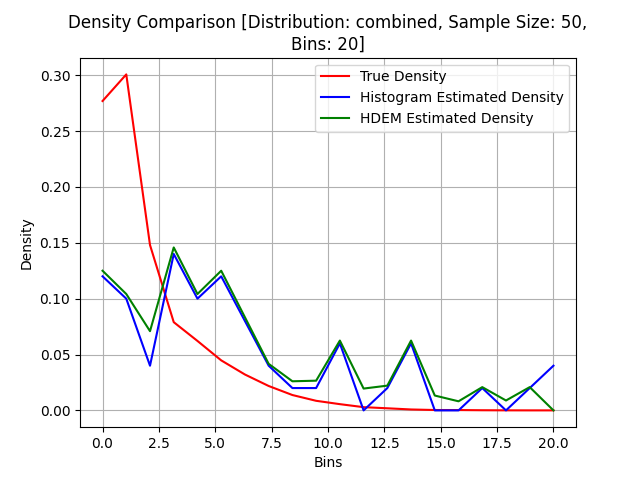 Density Comparison [Distribution: combined, Sample Size: 50,
Bins: 20]
True Density
Histogram Estimated Density
HDEM Estimated Density
Density
0.30
0.25
0.20
0.15
0.10
0.05
0.00
0.0 2.5 5.0 7.5 10.0 12.5 15.0 17.5 20.0
Bins